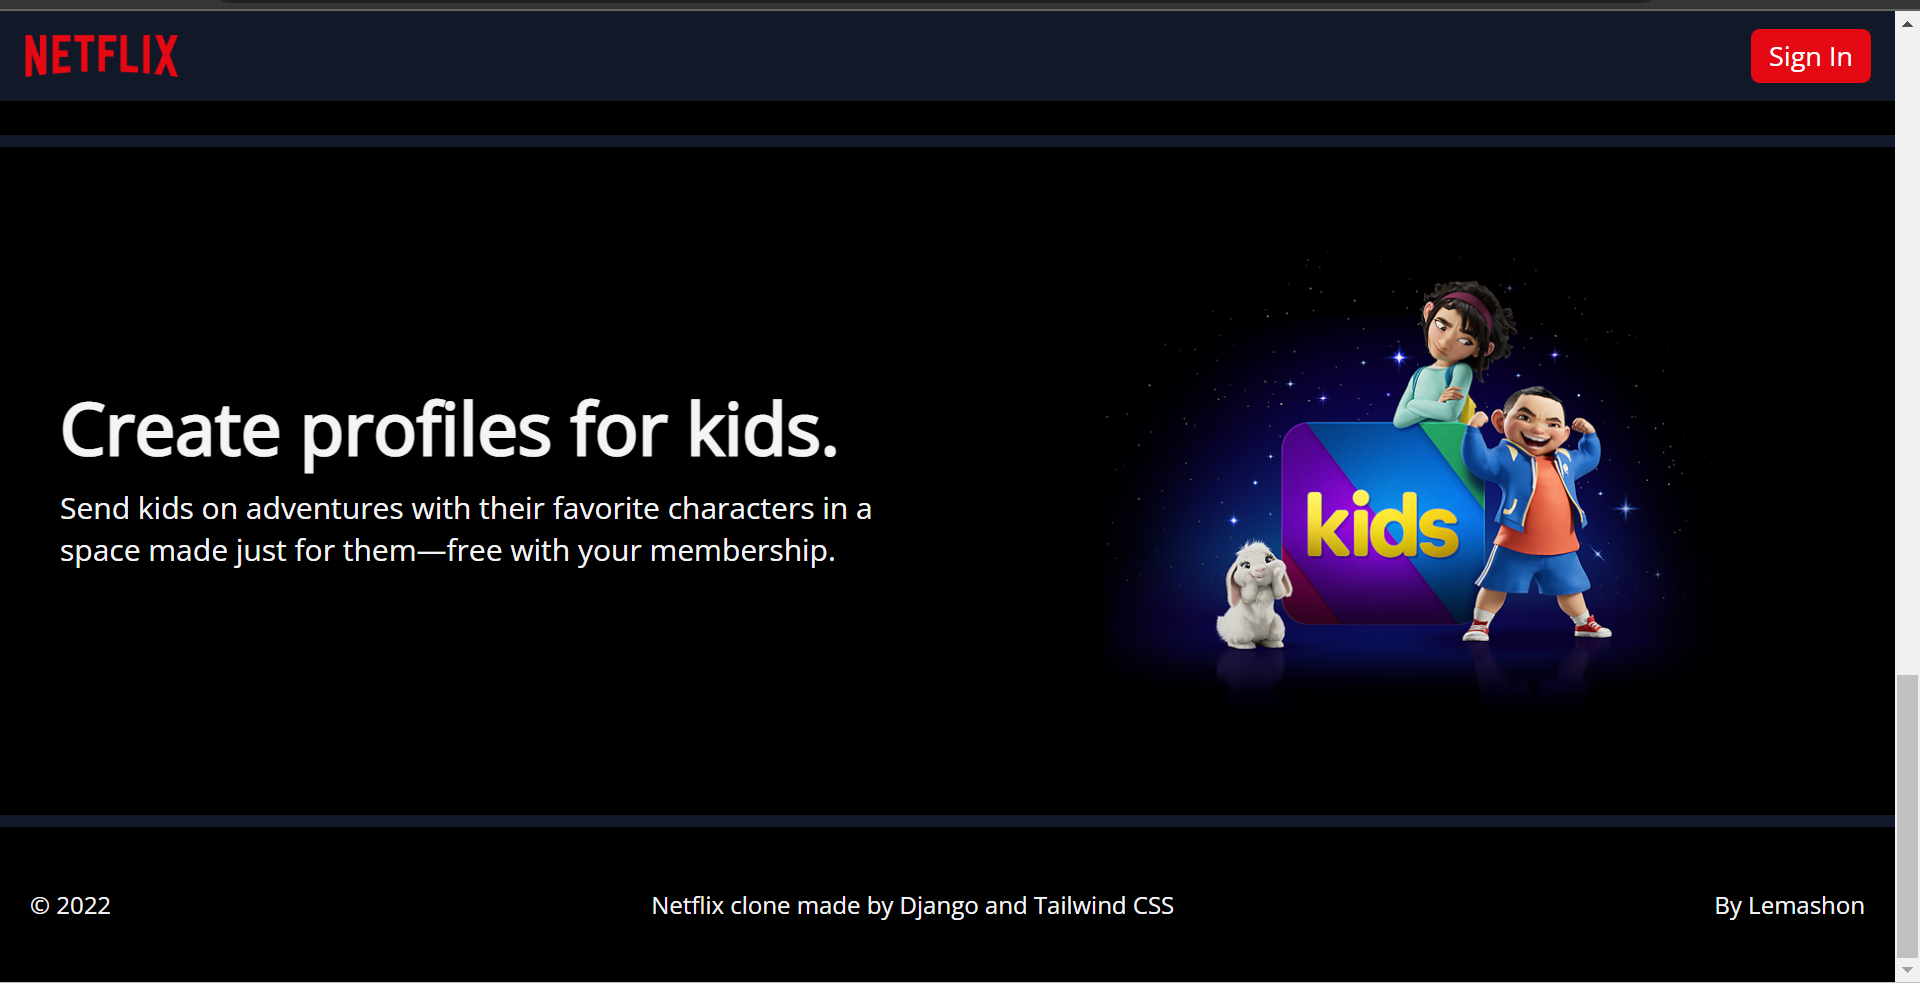 NETFLIX
Sign In
Create profiles for kids.
Send kids on adventures with their favorite characters in a
space made just for them—free with your membership.
kids
© 2022
Netflix clone made by Django and Tailwind CSS
By Lemashon